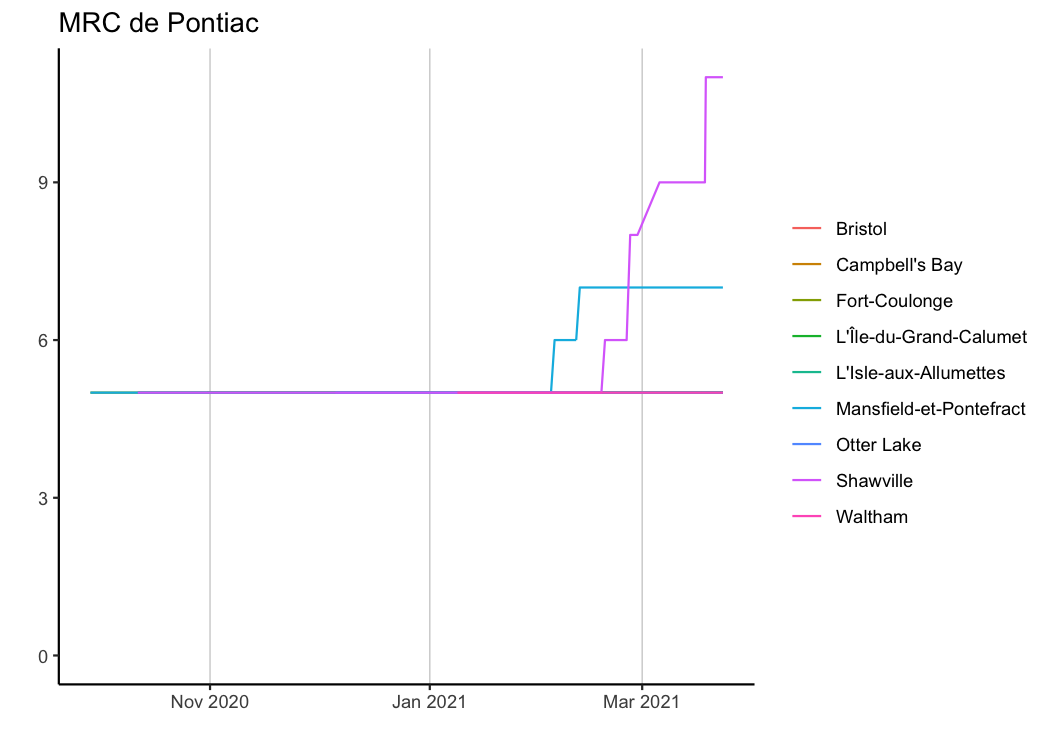 MRC de Pontiac
9
6
3
0
Nov 2020
Jan 2021
Mar 2021
Bristol
Campbell's Bay
Fort-Coulonge
L'Île-du-Grand-Calumet
L'Isle-aux-Allumettes
Mansfield-et-Pontefract
Otter Lake
Shawville
Waltham